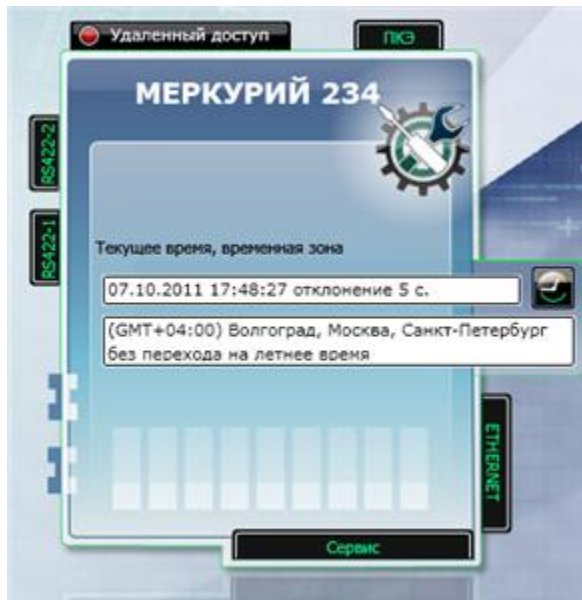 Удаленный доступ
ПКЭ
МЕРКУРИЙ 234
RS422-2
RS422-1
Текущее время, временная зона
07.10.2011 17:48:27 отклонение 5 с.
(GMT+04:00) Волгоград, Москва, Санкт-Петербург
без перехода на летнее время
ETHERNET
Сервис